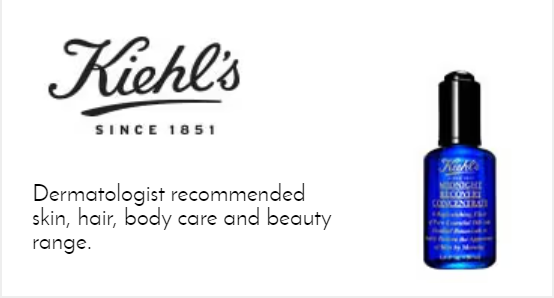 Kiehl's
SINCE 1851
Dermatologist recommended
skin, hair, body care and beauty
range.
Kiehl's
MIDNIGHT
RECOVERY
CONCENTRATE